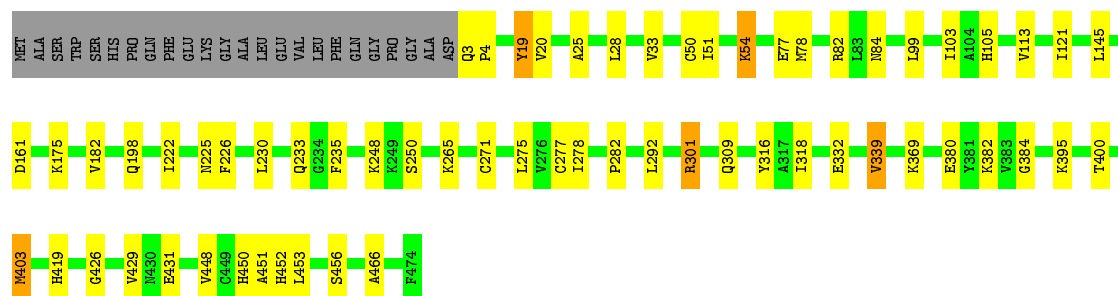 MET ALA SER TRP SER HIS PRO GLN PHE GLU LYS GLY ALA LEU GLU VAL LEU PHE GLN GLY PRO GLY ALA ASP Q3 P4 Y19 V20 A25 L28 V33 C50 I51 K54 E77 M78 R82 L83 N84 L99 I103 A104 H105 V113 I121 L145
D161 K175 V182 Q198 I222 N225 F226 L230 Q233 G234 F235 K248 K249 S250 K265 C271 L275 V276 C277 I278 P282 L292 R301 Q309 Y316 A317 I318 E332 V339 K369 E380 Y381 K382 V383 G384 K395 T400
M403 H419 G426 V429 N430 E431 V448 C449 H450 A451 H452 L453 S456 A466 F474